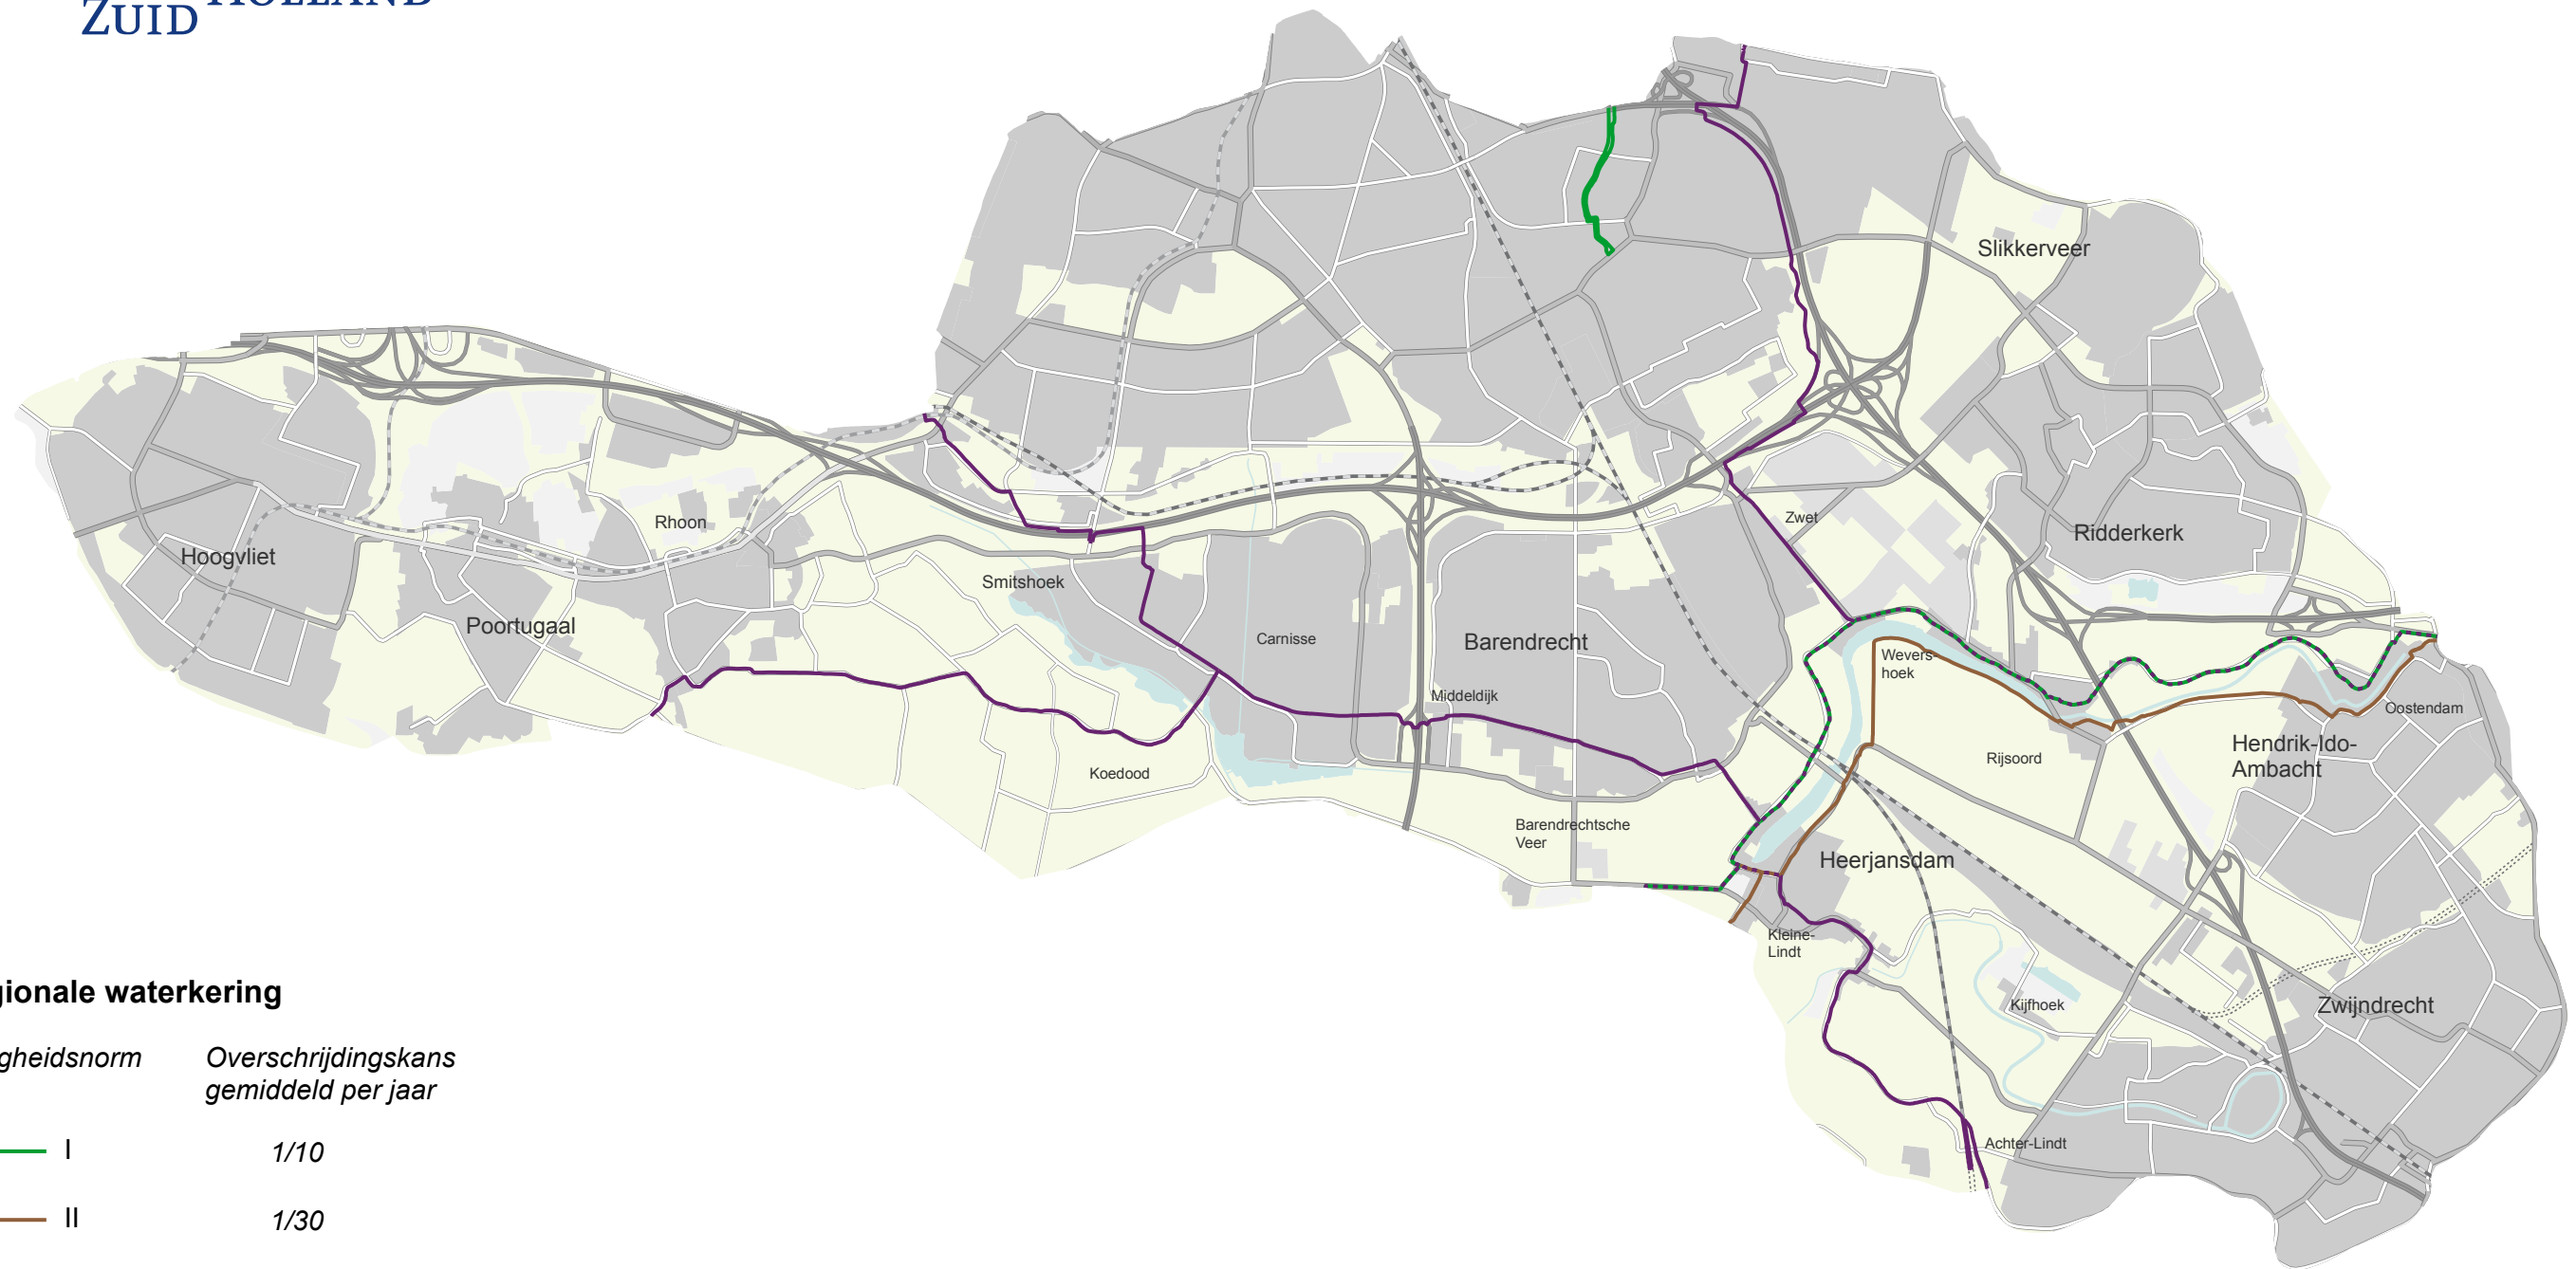 HOLLAND
ZUID
Slikkerveer
Rhoon
Zwet
Ridderkerk
Hoogvliet
Smitshoek
Poortugaal
Carnisse
Barendrecht
Wevers-
hoek
Middeldijk
Oostendam
Hendrik-Ido-
Ambacht
Rijsoord
Koedood
Barendrechtsche
Veer
Heerjansdam
Kleine-
Lindt
Kijfhoek
Zwijndrecht
Achter-Lindt
gionale waterkering
gheidsnorm
Overschrijdingskans
gemiddeld per jaar
I 1/10
II 1/30